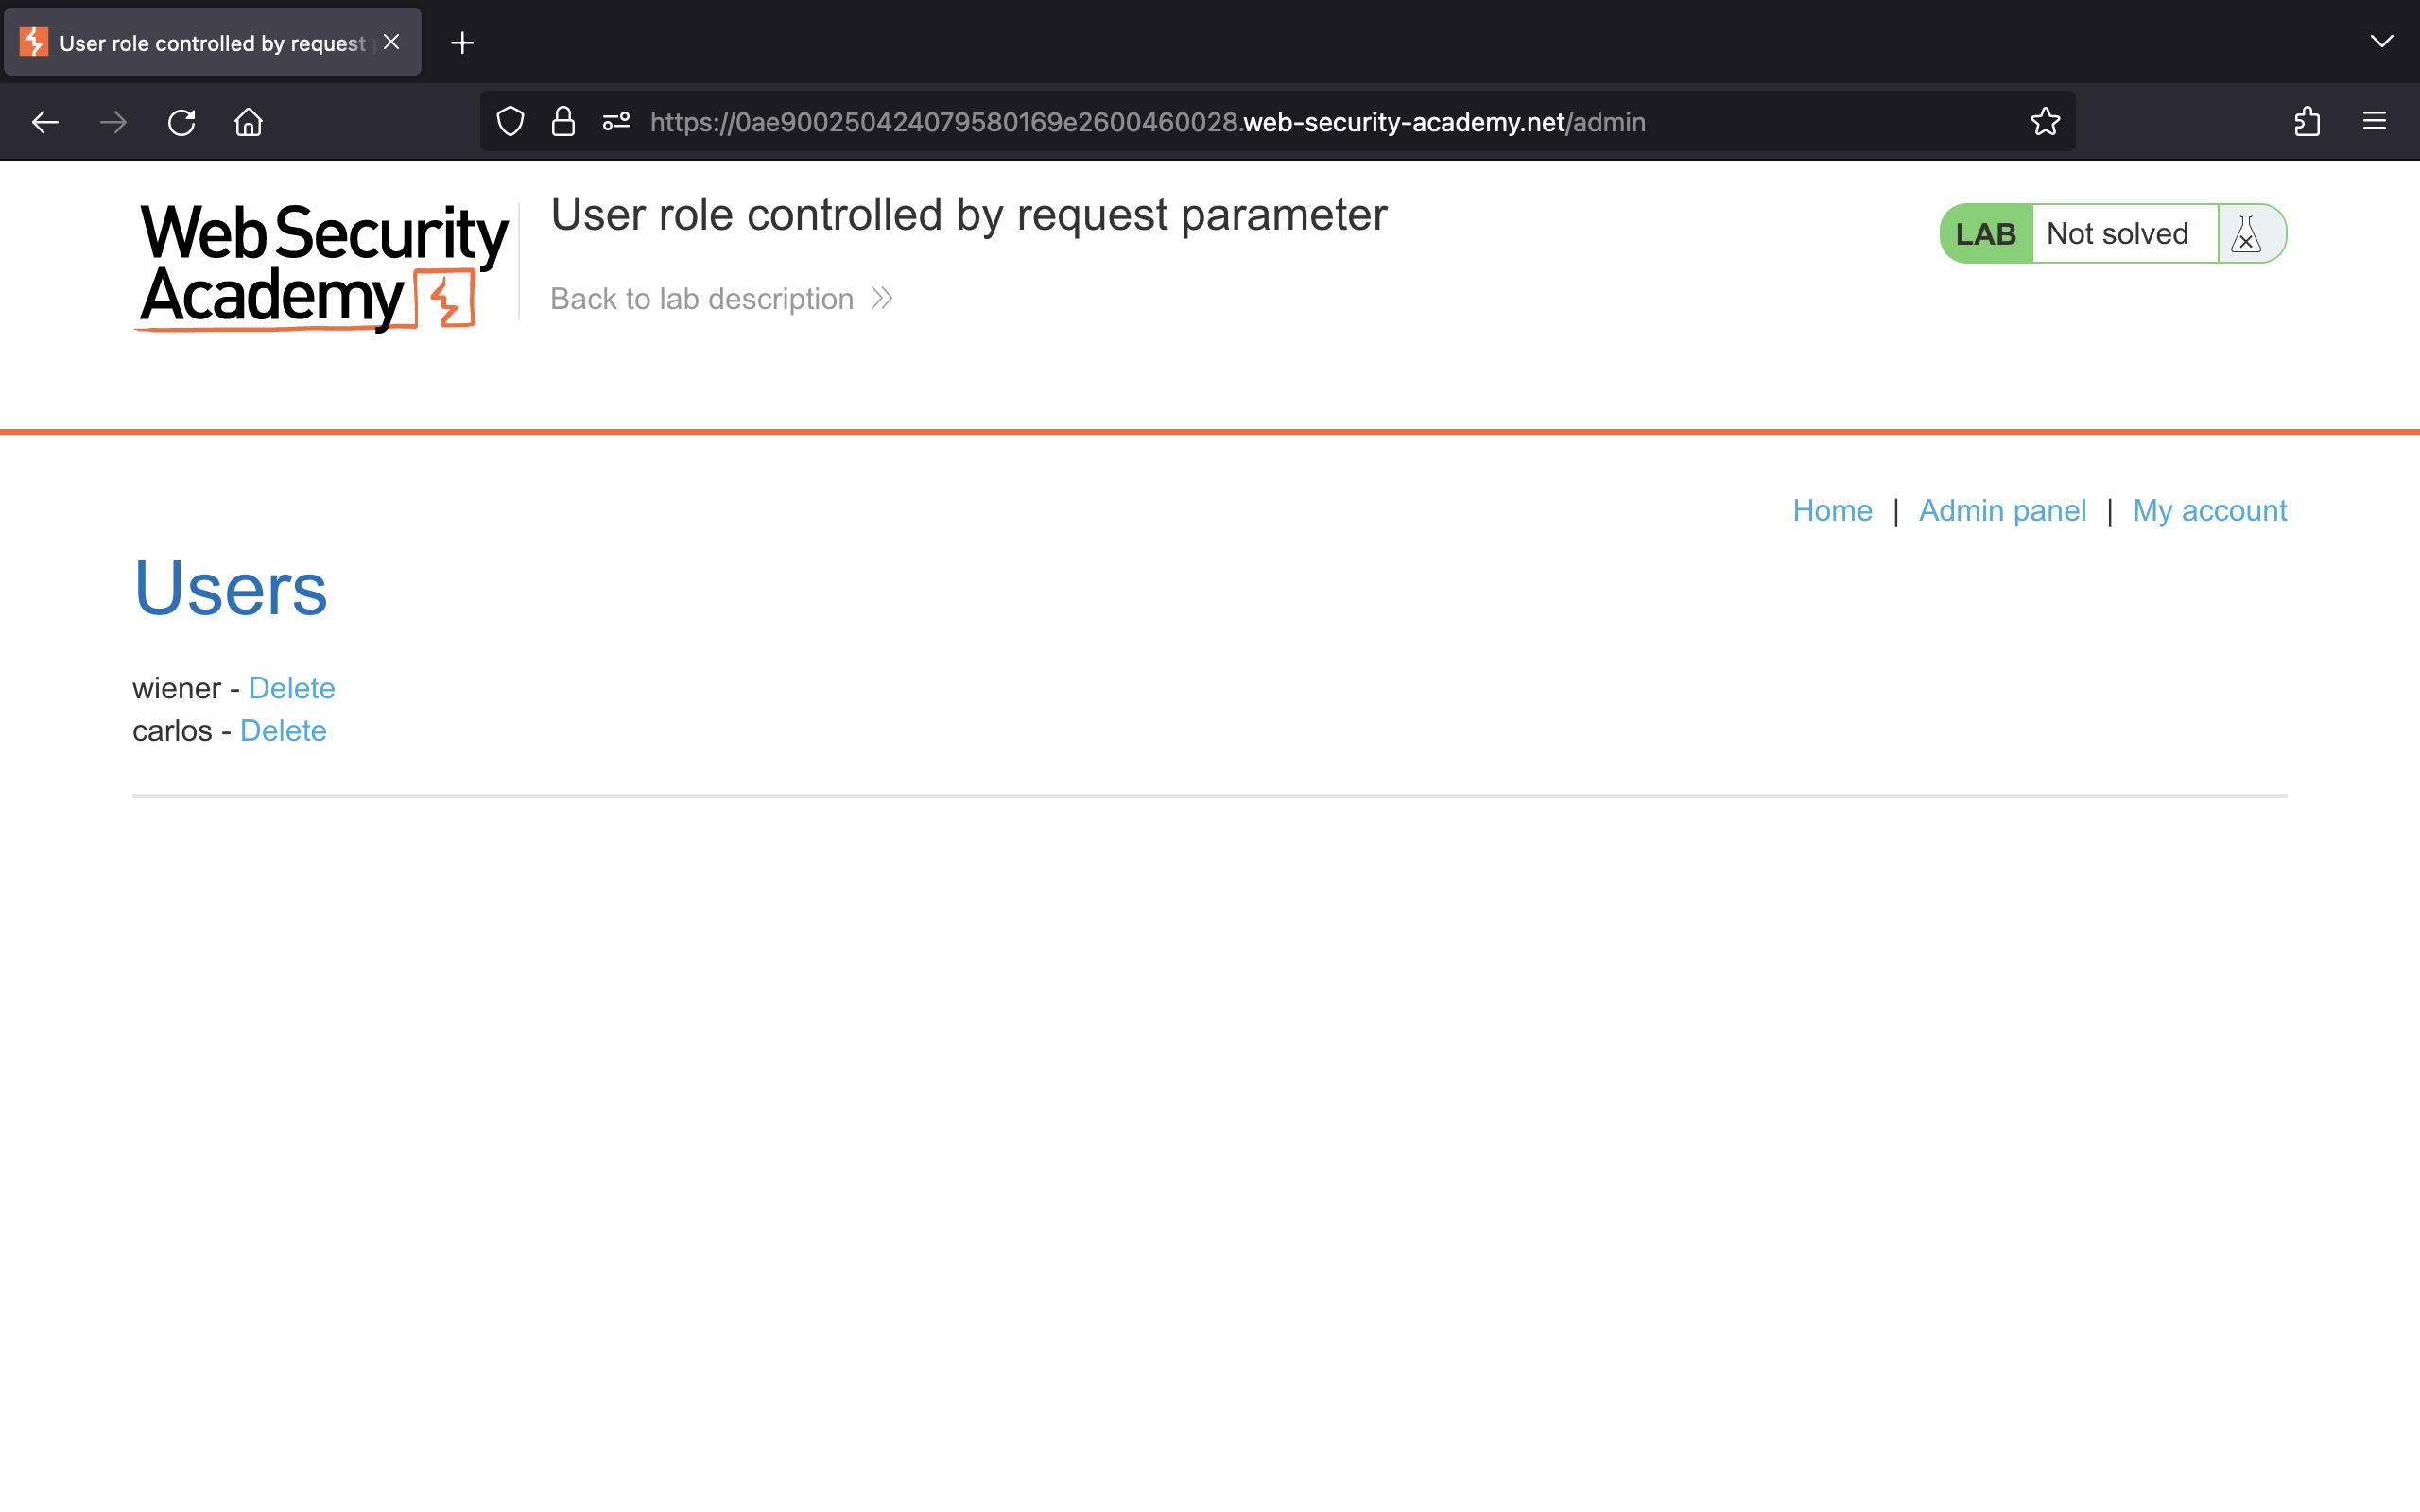 User role controlled by request
https://0ae900250424079580169e2600460028.web-security-academy.net/admin
Web Security
Academy
User role controlled by request parameter
Back to lab description
LAB Not solved
Home | Admin panel | My account
Users
wiener - Delete
carlos - Delete